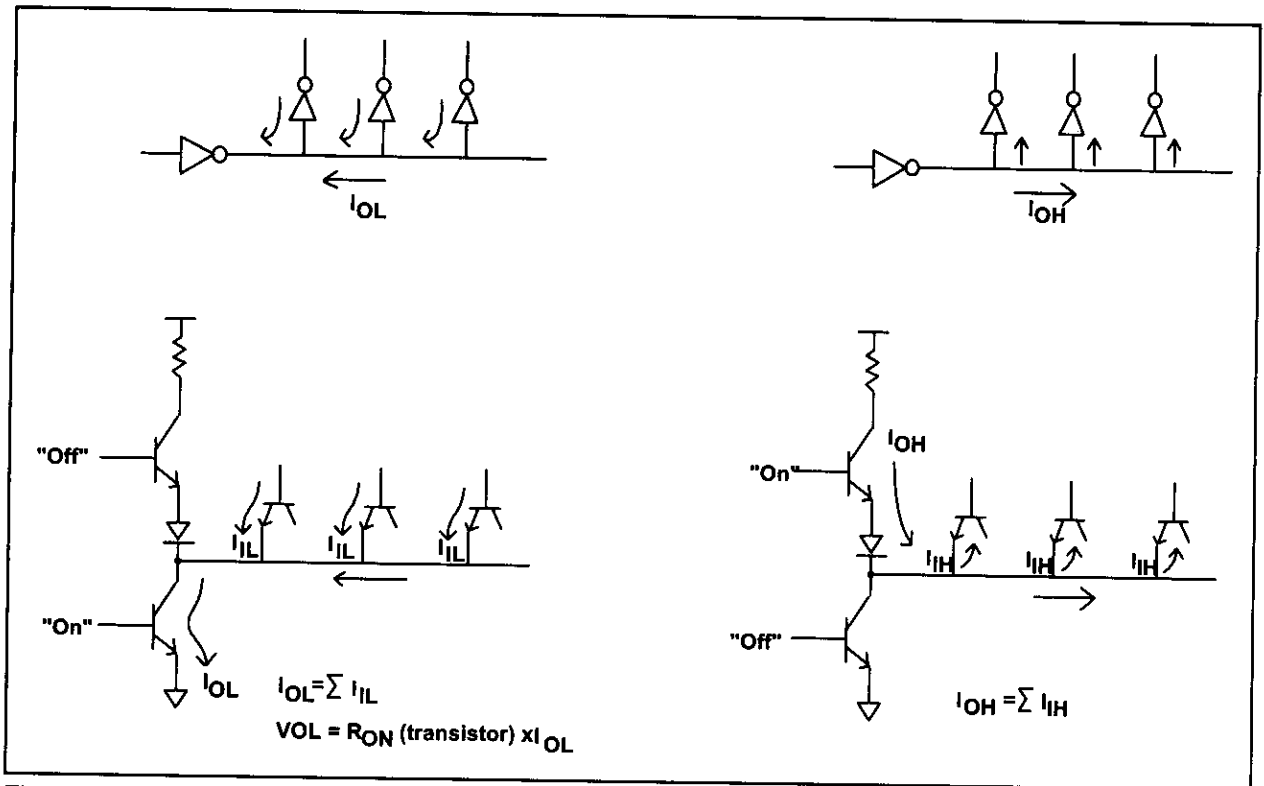 IOL
IOH
"Off"
IIL
IIL
IIL
"On"
IOL
IOL=∑ IIL
VOL = RON (transistor) xIOL
IOH
"On"
IIH
IIH
IIH
"Off"
IOH =∑ IIH